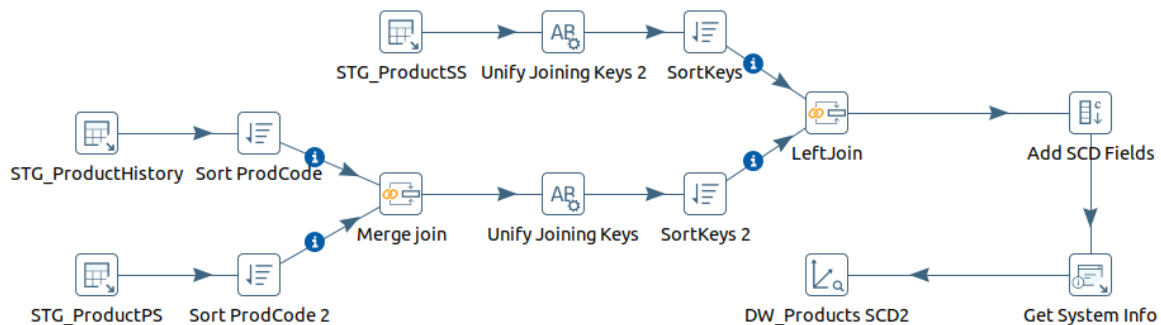 STG_ProductSS
Unify Joining Keys 2
SortKeys
LeftJoin
Add SCD Fields
STG_ProductHistory
Sort ProdCode
Merge join
Unify Joining Keys
SortKeys 2
STG_ProductPS
Sort ProdCode 2
DW_Products SCD2
Get System Info